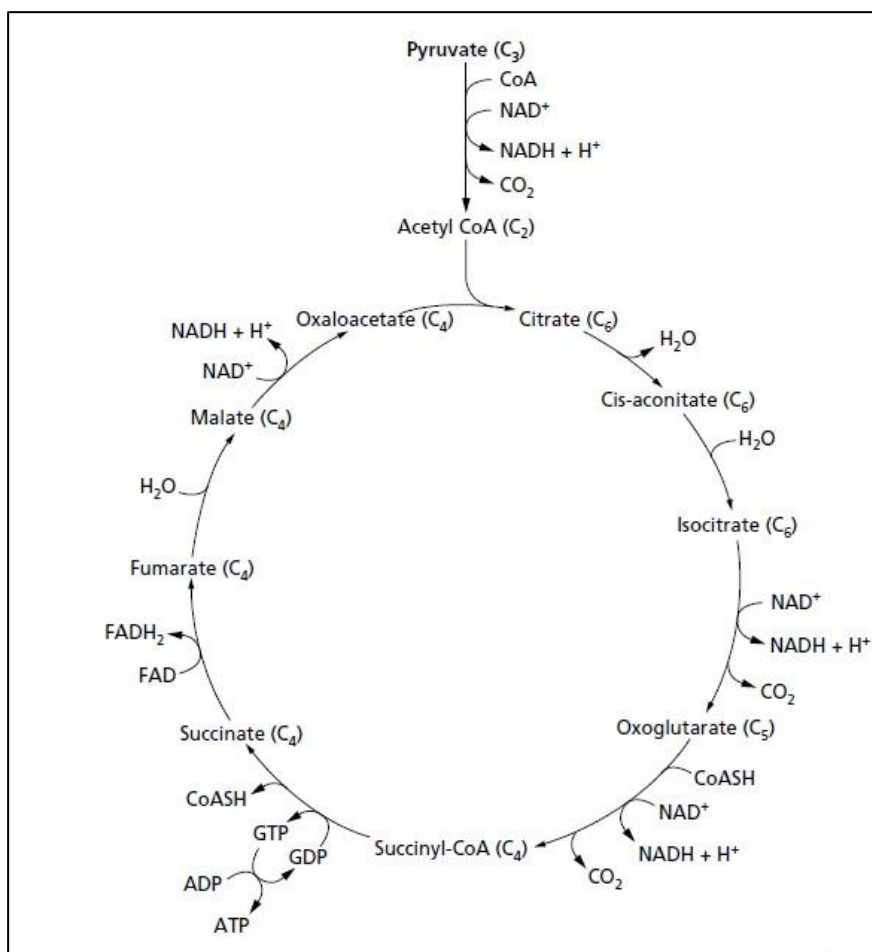 Pyruvate (C₃)
CoA
NAD⁺
NADH + H⁺
CO₂
Acetyl CoA (C₂)
Oxaloacetate (C₄)
Citrate (C₆)
NADH + H⁺
H₂O
NAD⁺
Cis-aconitate (C₆)
Malate (C₄)
H₂O
H₂O
Isocitrate (C₆)
Fumarate (C₄)
NAD⁺
FADH₂
NADH + H⁺
FAD
CO₂
Succinate (C₄)
Oxoglutarate (C₅)
CoASH
CoASH
NAD⁺
GTP
GDP
Succinyl-CoA (C₄)
NADH + H⁺
ADP
CO₂
ATP